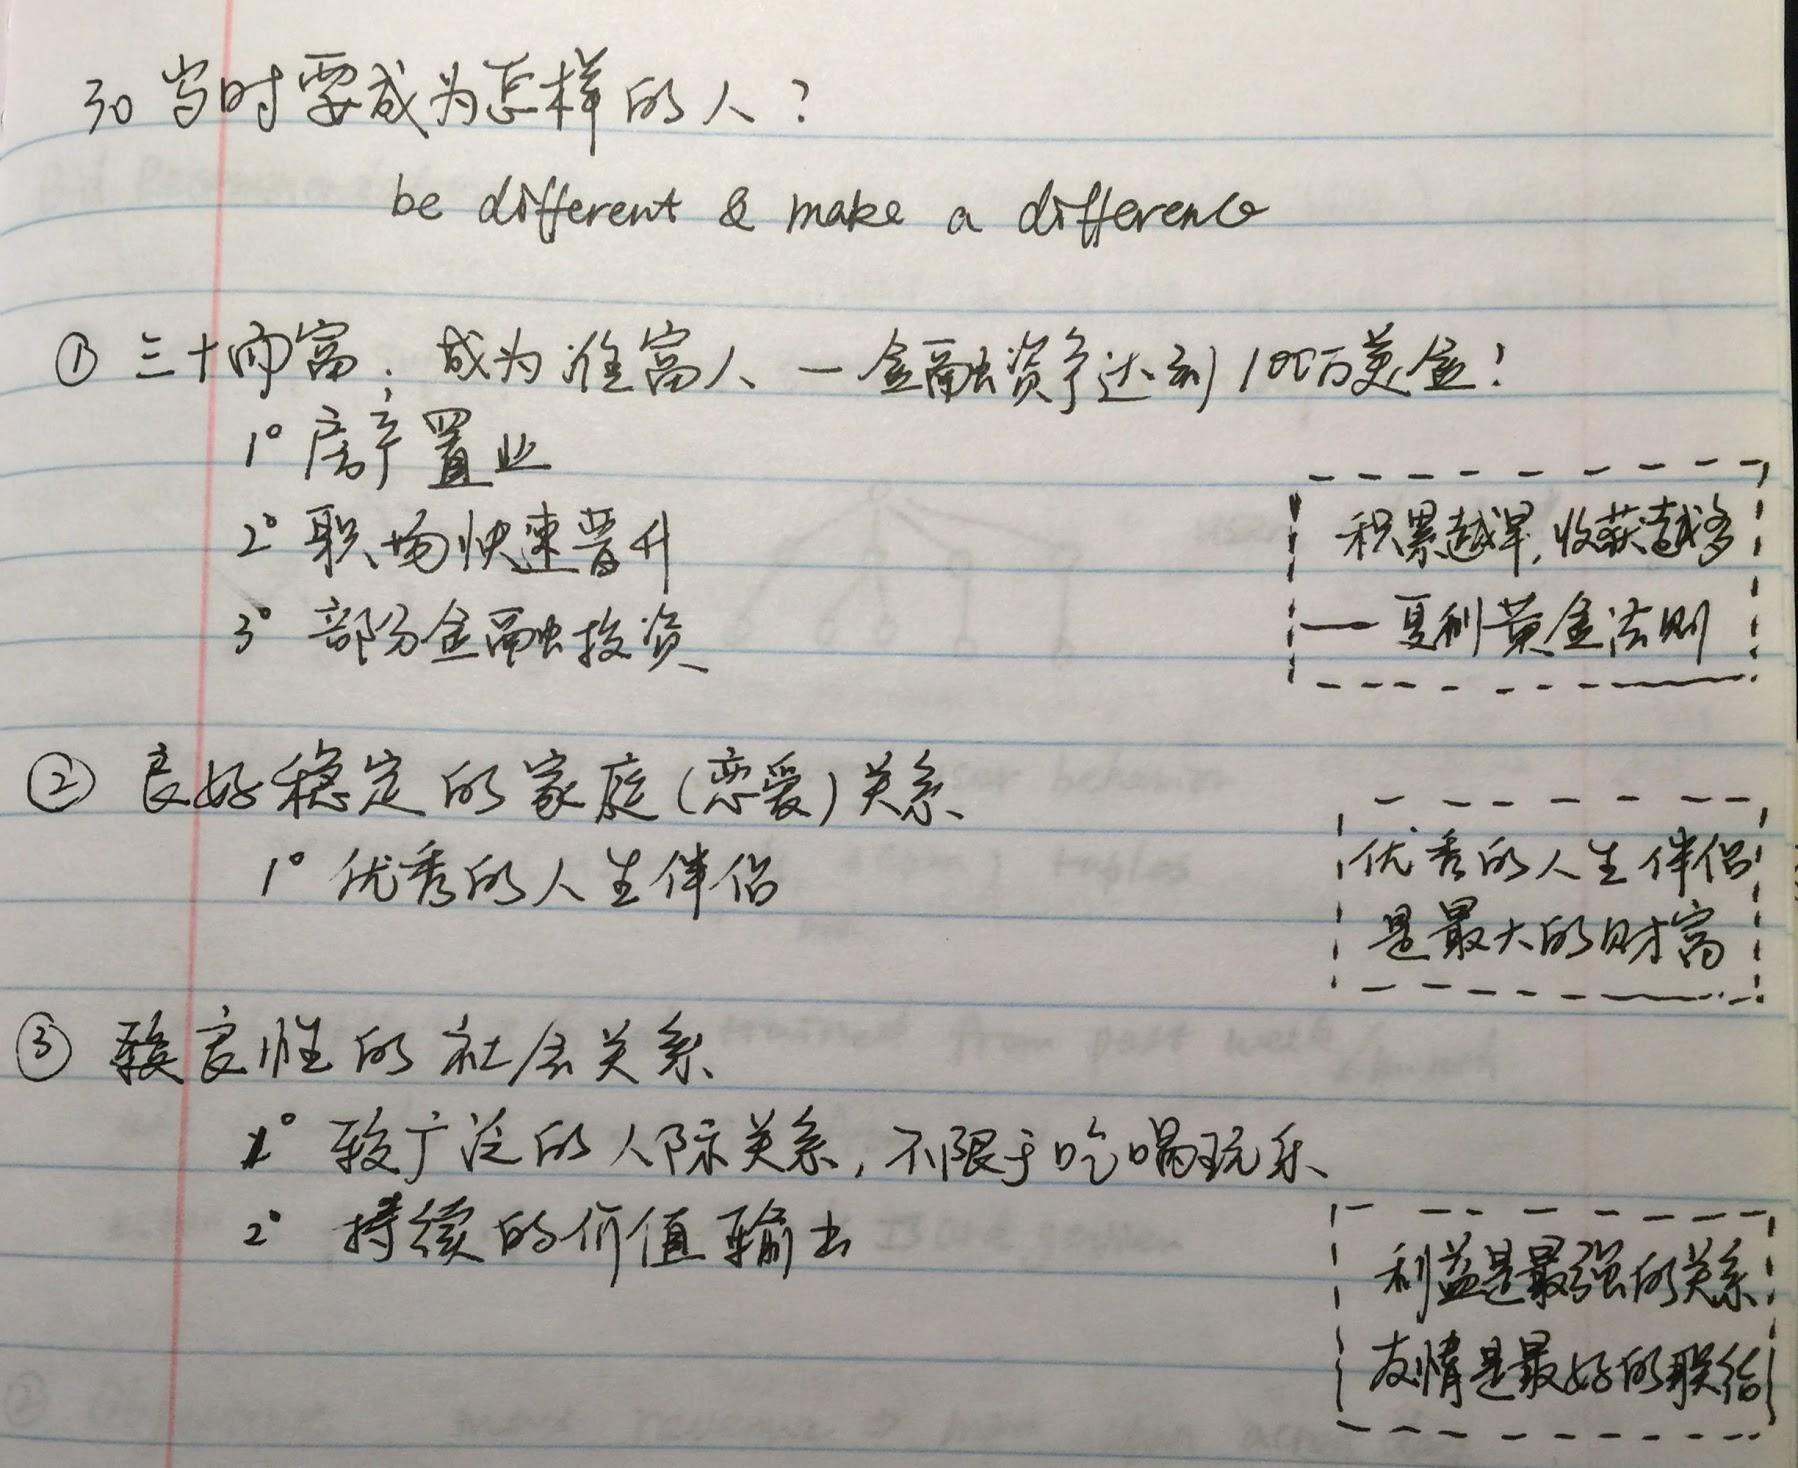 30岁时要成为怎样的人？
be different & make a difference
① 三十而富；成为准富人、一金融资产达到100万美金！
1° 房产置业
2° 职场快速晋升
3° 部分金融投资
积累越早,收获越多
— 夏利黄金法则
② 良好稳定的家庭(恋爱)关系、
1° 优秀的人生伴侣
优秀的人生伴侣
是最大的财富
③ 较良性的社会关系、
1° 较广泛的人际关系,不限于吃喝玩乐、
2° 持续的价值输出
利益是最强的关系
友情是最好的联结